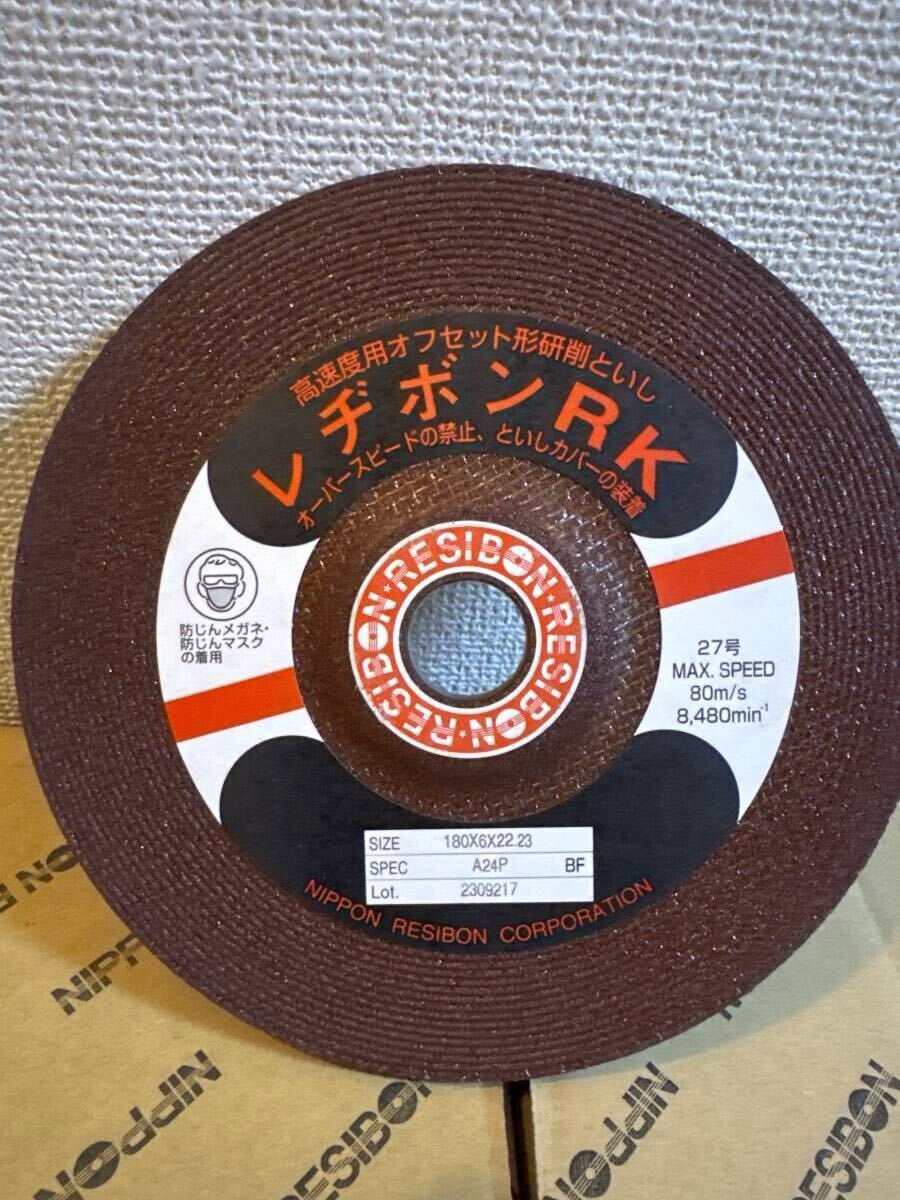 高速度用オフセット形研削といし
レヂボンRK
オーバースピードの禁止、といしカバーの装着
RESIBON★RESIBON★RESIBON★
防じんメガネ・
防じんマスク
の着用
27号
MAX. SPEED
80m/s
8,480min⁻¹
SIZE 180X6X22.23
SPEC A24P BF
Lot. 2309217
NIPPON RESIBON CORPORATION
NIPPON
NIPPON
RESIBON
NIPPON